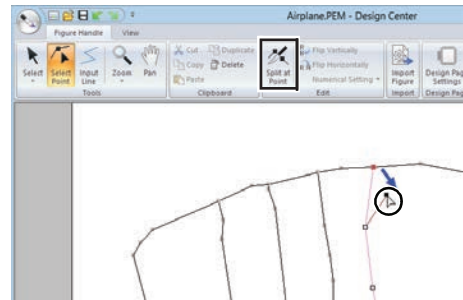 Airplane.PEM - Design Center
Figure Handle View
Select
Select Point
Input Line
Zoom
Pan
Tools
Cut
Copy
Paste
Duplicate
Delete
Clipboard
Split at Point
Flip Vertically
Flip Horizontally
Numerical Setting
Edit
Import Figure
Import
Design Pag
Settings
Design Page